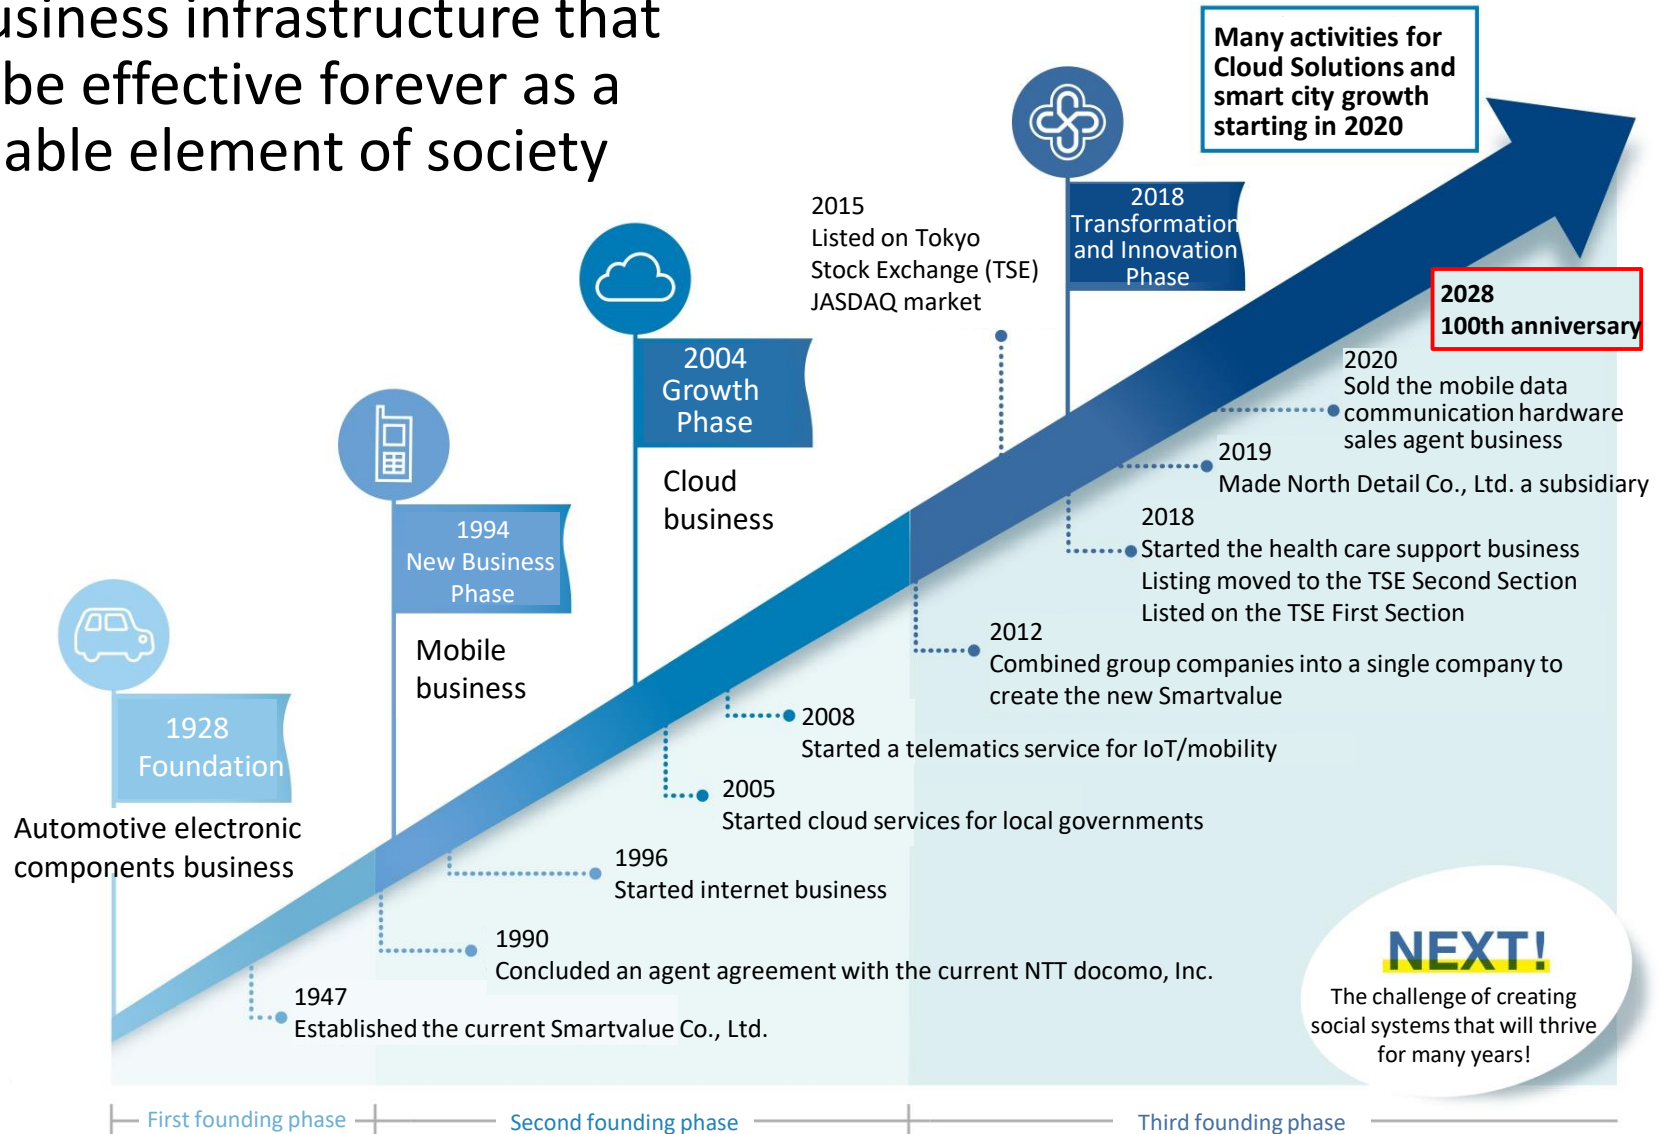 usiness infrastructure that
be effective forever as a
able element of society
Many activities for
Cloud Solutions and
smart city growth
starting in 2020
2018
Transformation
and Innovation
Phase
2015
Listed on Tokyo
Stock Exchange (TSE)
JASDAQ market
2028
100th anniversary
2004
Growth
Phase
2020
Sold the mobile data
communication hardware
sales agent business
2019
Made North Detail Co., Ltd. a subsidiary
Cloud
business
1994
New Business
Phase
2018
Started the health care support business
Listing moved to the TSE Second Section
Listed on the TSE First Section
2012
Combined group companies into a single company to
create the new Smartvalue
Mobile
business
1928
Foundation
2008
Started a telematics service for IoT/mobility
2005
Started cloud services for local governments
Automotive electronic
components business
1996
Started internet business
1990
Concluded an agent agreement with the current NTT docomo, Inc.
1947
Established the current Smartvalue Co., Ltd.
NEXT!
The challenge of creating
social systems that will thrive
for many years!
First founding phase
Second founding phase
Third founding phase